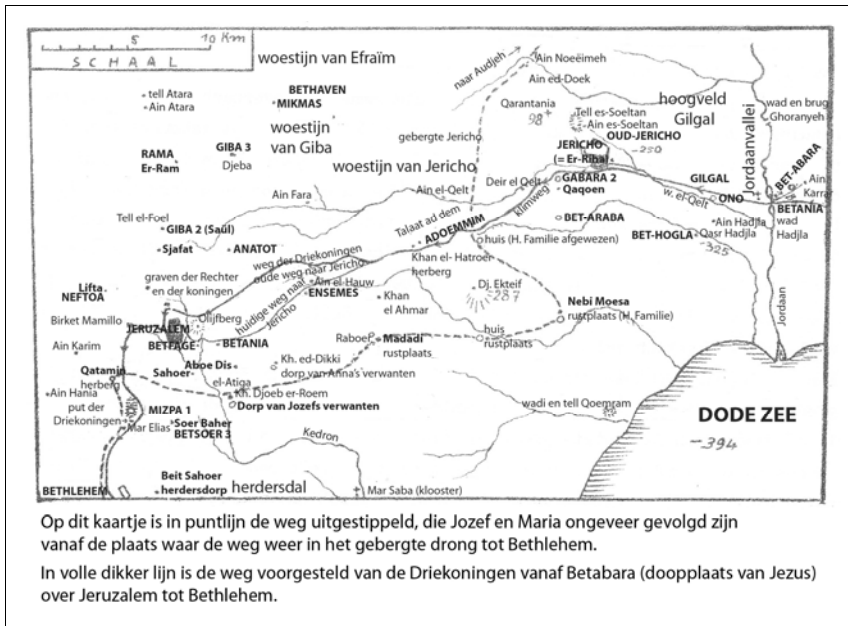 5 10 Km
SCHAAL
woestijn van Efraïm
naar Audjeh
Ain Noeëimeh
Ain ed-Doek
tell Atara
Ain Atara
BETHAVEN
MIKMAS
Qarantania
98
Tell es-Soeltan
Ain es-Soeltan
OUD-JERICHO
-250
hoogveld
Gilgal
Jordaanvallei
wad en brug
Ghoranyeh
woestijn
van Giba
gebergte Jericho
RAMA
Er-Ram
GIBA 3
Djeba
woestijn van Jericho
JERICHO
(= Er-Riha)
GABARA 2
Qaqoen
GILGAL
ONO
BET-ABARA
Ain
Karrar
BETANIA
wad
Hadjla
Ain Fara
Ain el-Qelt
Deir el Qelt
klimweg
w. el-Qelt
Tell el-Foel
GIBA 2 (Saül)
Talaat ad dem
ADOEMMIM
BET-ARABA
Ain Hadjla
Qasr Hadjla
BET-HOGLA
-325
Sjafat
ANATOT
weg der Driekoningen
oude weg naar Jericho
huis (H. Familie afgewezen)
Khan el- Hatroer
herberg
graven der Rechter
en der koningen
huidige weg naar
Jericho
Ain el-Hauw
ENSEMES
Khan
el Ahmar
Dj. Ekteif
287
Lifta
NEFTOA
Nebi Moesa
rustplaats (H. Familie)
Jordaan
Birket Mamillo
JERUZALEM
Olijfberg
BETFAGE
BETANIA
Raboef
Madadi
rustplaats
huis
rustplaats
Ain Karim
Qatamin
herberg
Aboe Dis
Sahoer
el-Atiga
Kh. ed-Dikki
dorp van Anna's verwanten
Ain Hania
put der
Driekoningen
Kh. Djoeb er-Roem
Dorp van Jozefs verwanten
wadi en tell Qoemram
DODE ZEE
-394
MIZPA 1
Mar Elias
Soer Baher
BETSOER 3
Kedron
BETHLEHEM
Beit Sahoer
herdersdorp
herdersdal
Mar Saba (klooster)
Op dit kaartje is in puntlijn de weg uitgestippeld, die Jozef en Maria ongeveer gevolgd zijn
vanaf de plaats waar de weg weer in het gebergte drong tot Bethlehem.
In volle dikker lijn is de weg voorgesteld van de Driekoningen vanaf Betabara (doopplaats van Jezus)
over Jeruzalem tot Bethlehem.